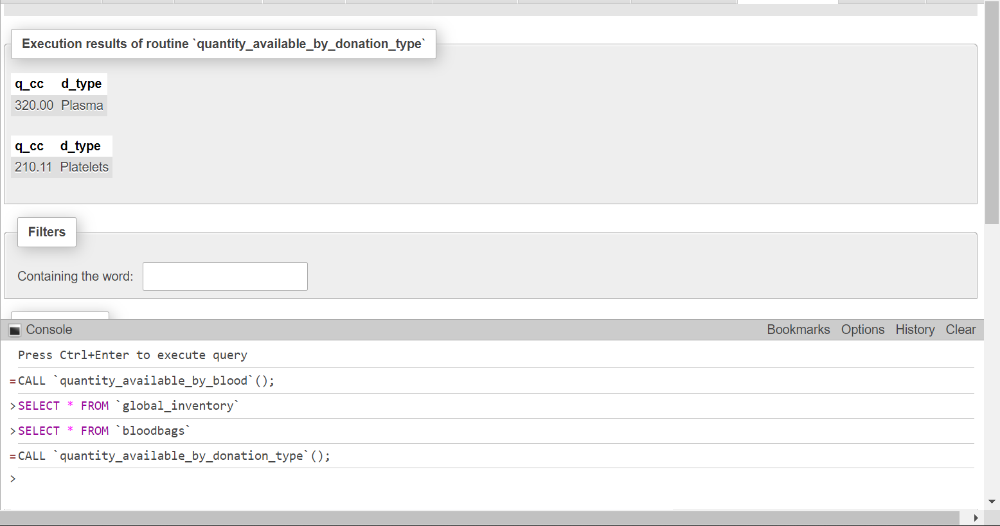 Execution results of routine `quantity_available_by_donation_type`
q_cc d_type
320.00 Plasma
q_cc d_type
210.11 Platelets
Filters
Containing the word:
Console Bookmarks Options History Clear
Press Ctrl+Enter to execute query
=CALL `quantity_available_by_blood`();
>SELECT * FROM `global_inventory`
>SELECT * FROM `bloodbags`
=CALL `quantity_available_by_donation_type`();
>